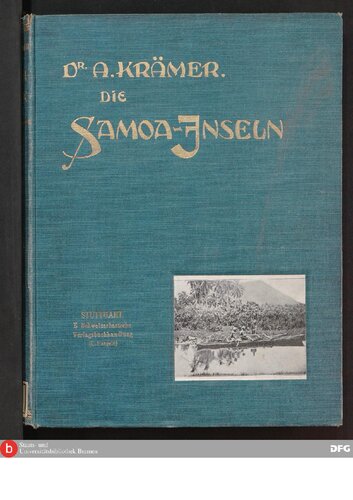 Dr. A. KRÄMER.
DIE
SAMOA-INSELN
STUTTGART.
E. Schweizerbartsche
Verlagsbuchhandlung
(E. Nägele)
b
Staats- und
Universitätsbibliothek Bremen
DFG